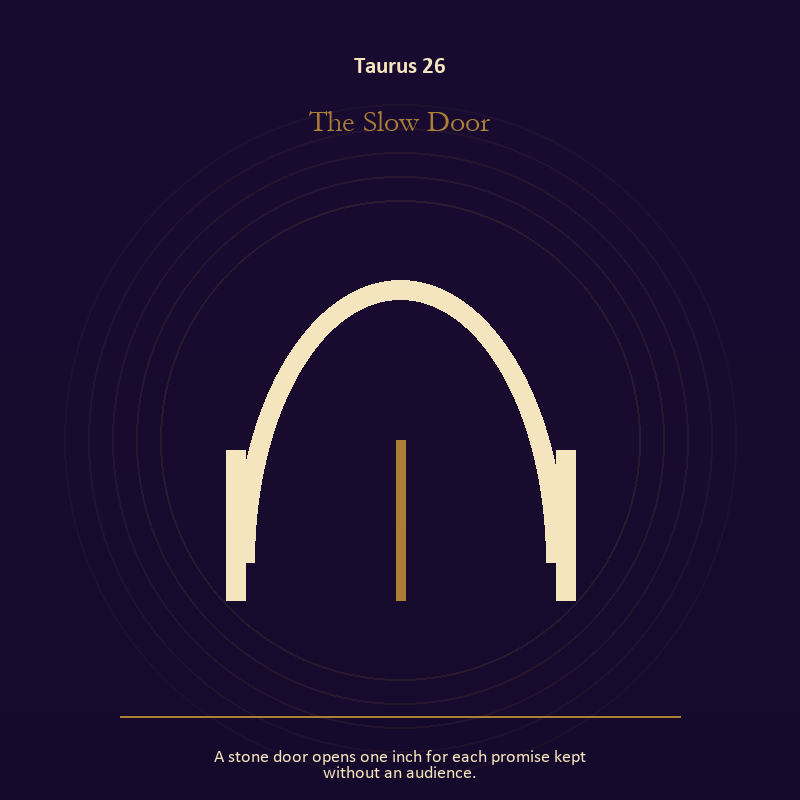 Taurus 26
The Slow Door
A stone door opens one inch for each promise kept
without an audience.